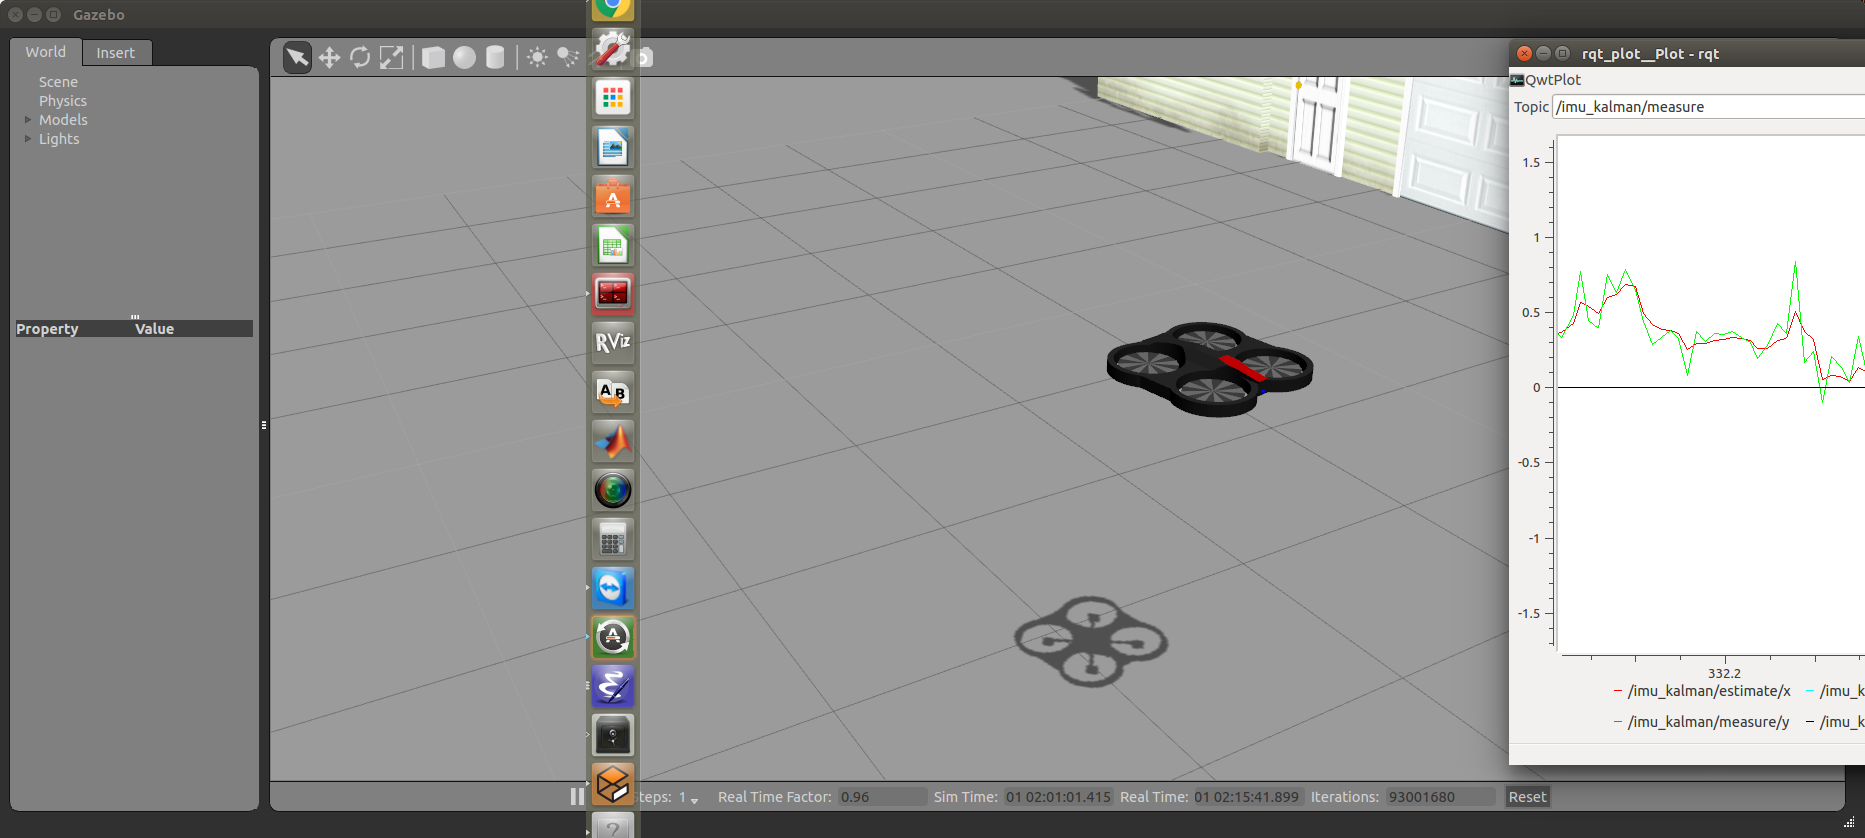 Gazebo
World Insert
Scene
Physics
Models
Lights
Property Value
RViz
A B
rqt_plot__Plot - rqt
QwtPlot
Topic /imu_kalman/measure
1.5
1
0.5
0
-0.5
-1
-1.5
332.2
/imu_kalman/estimate/x /imu_k
/imu_kalman/measure/y /imu_k
teps: 1 Real Time Factor: 0.96 Sim Time: 01 02:01:01.415 Real Time: 01 02:15:41.899 Iterations: 93001680 Reset
?